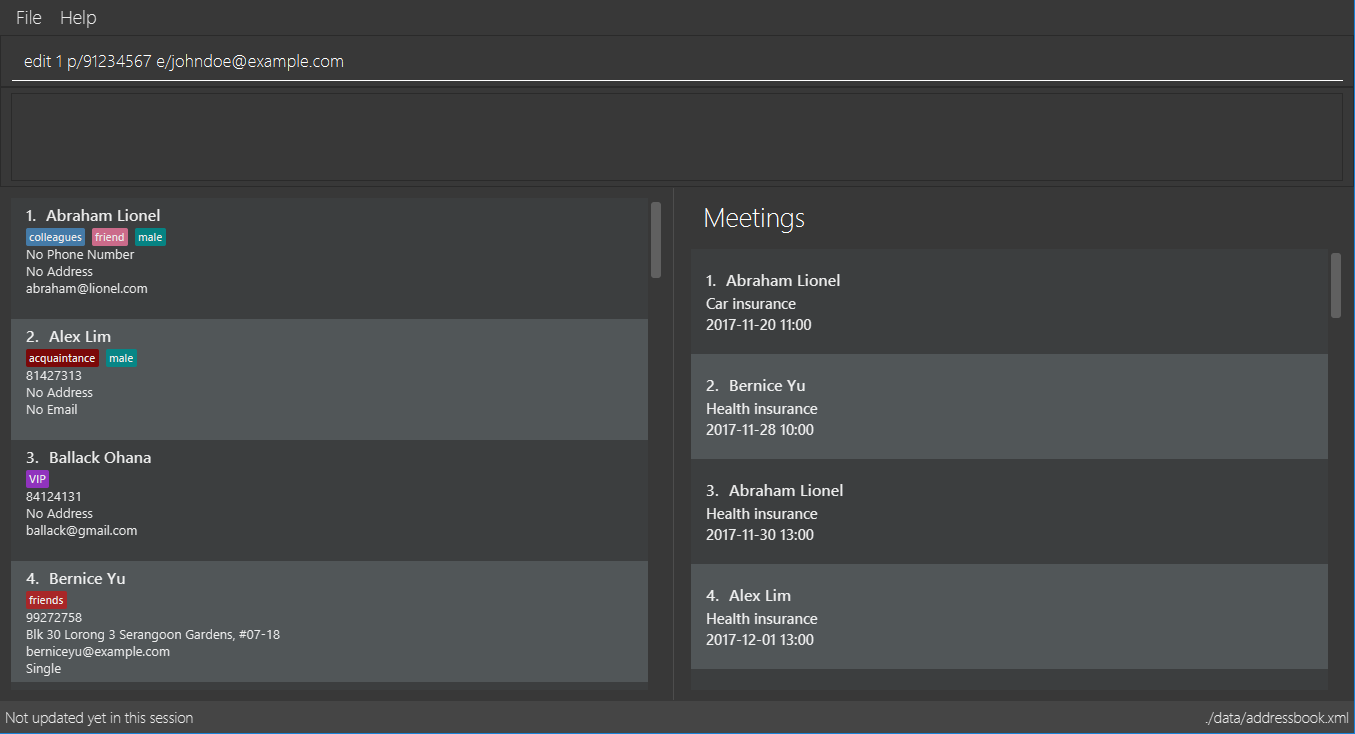 File Help
edit 1 p/91234567 e/johndoe@example.com
1. Abraham Lionel
colleagues friend male
No Phone Number
No Address
abraham@lionel.com
2. Alex Lim
acquaintance male
81427313
No Address
No Email
3. Ballack Ohana
VIP
84124131
No Address
ballack@gmail.com
4. Bernice Yu
friends
99272758
Blk 30 Lorong 3 Serangoon Gardens, #07-18
berniceyu@example.com
Single
Meetings
1. Abraham Lionel
Car insurance
2017-11-20 11:00
2. Bernice Yu
Health insurance
2017-11-28 10:00
3. Abraham Lionel
Health insurance
2017-11-30 13:00
4. Alex Lim
Health insurance
2017-12-01 13:00
Not updated yet in this session
./data/addressbook.xml